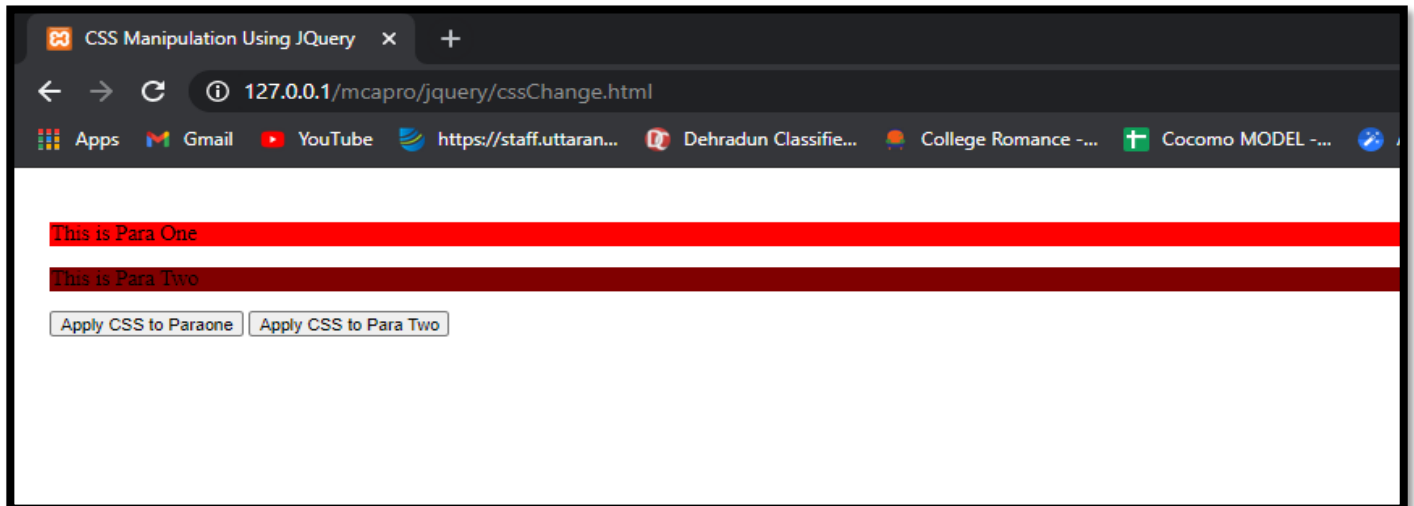 CSS Manipulation Using JQuery
127.0.0.1/mcapro/jquery/cssChange.html
Apps Gmail YouTube https://staff.uttaran... Dehradun Classifie... College Romance -... Cocomo MODEL -...
This is Para One
This is Para Two
Apply CSS to Paraone Apply CSS to Para Two